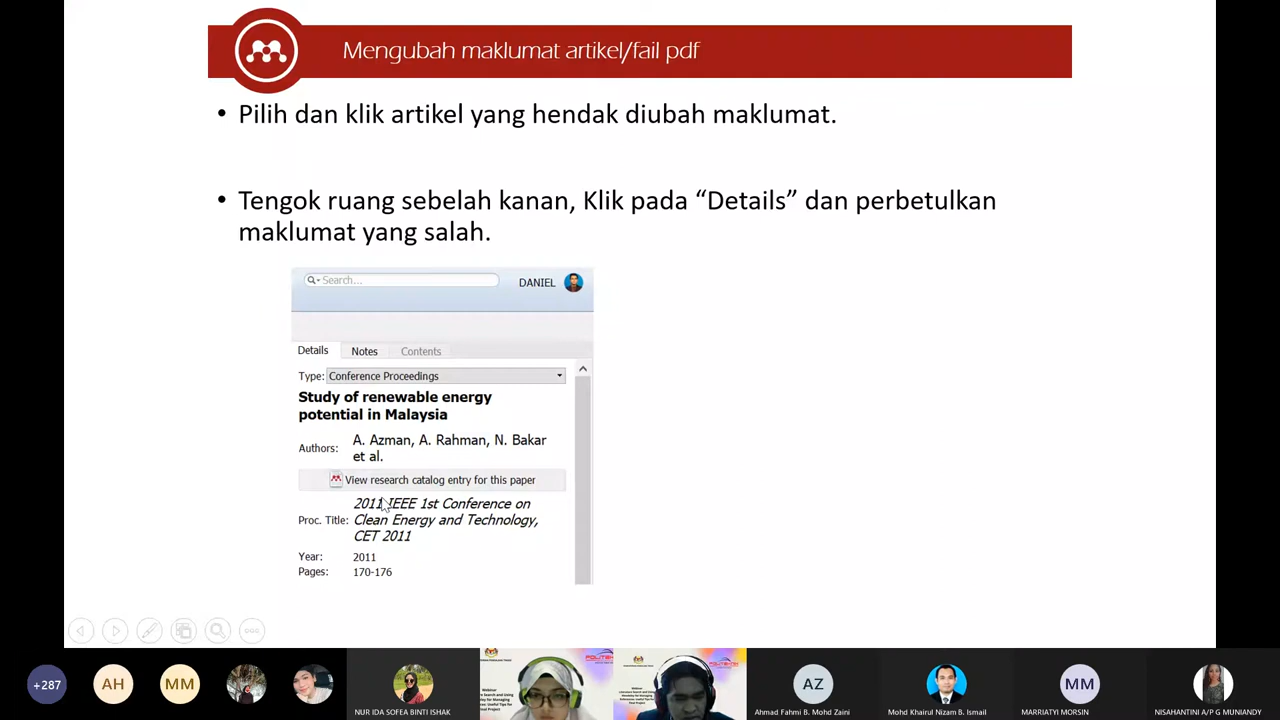 Mengubah maklumat artikel/fail pdf
• Pilih dan klik artikel yang hendak diubah maklumat.
• Tengok ruang sebelah kanan, Klik pada “Details” dan perbetulkan
maklumat yang salah.
Search...
DANIEL
Details Notes Contents
Type: Conference Proceedings
Study of renewable energy
potential in Malaysia
Authors: A. Azman, A. Rahman, N. Bakar
et al.
View research catalog entry for this paper
Proc. Title: 2011 IEEE 1st Conference on
Clean Energy and Technology,
CET 2011
Year: 2011
Pages: 170-176
+287
AH
MM
NUR IDA SOFEA BINTI ISHAK
Webinar
AZ
Ahmad Fahmi B. Mohd Zaini
Mohd Khairul Nizam B. Ismail
MM
MARRIATYI MORSIN
NISAHANTINI A/P G MUNIANDY